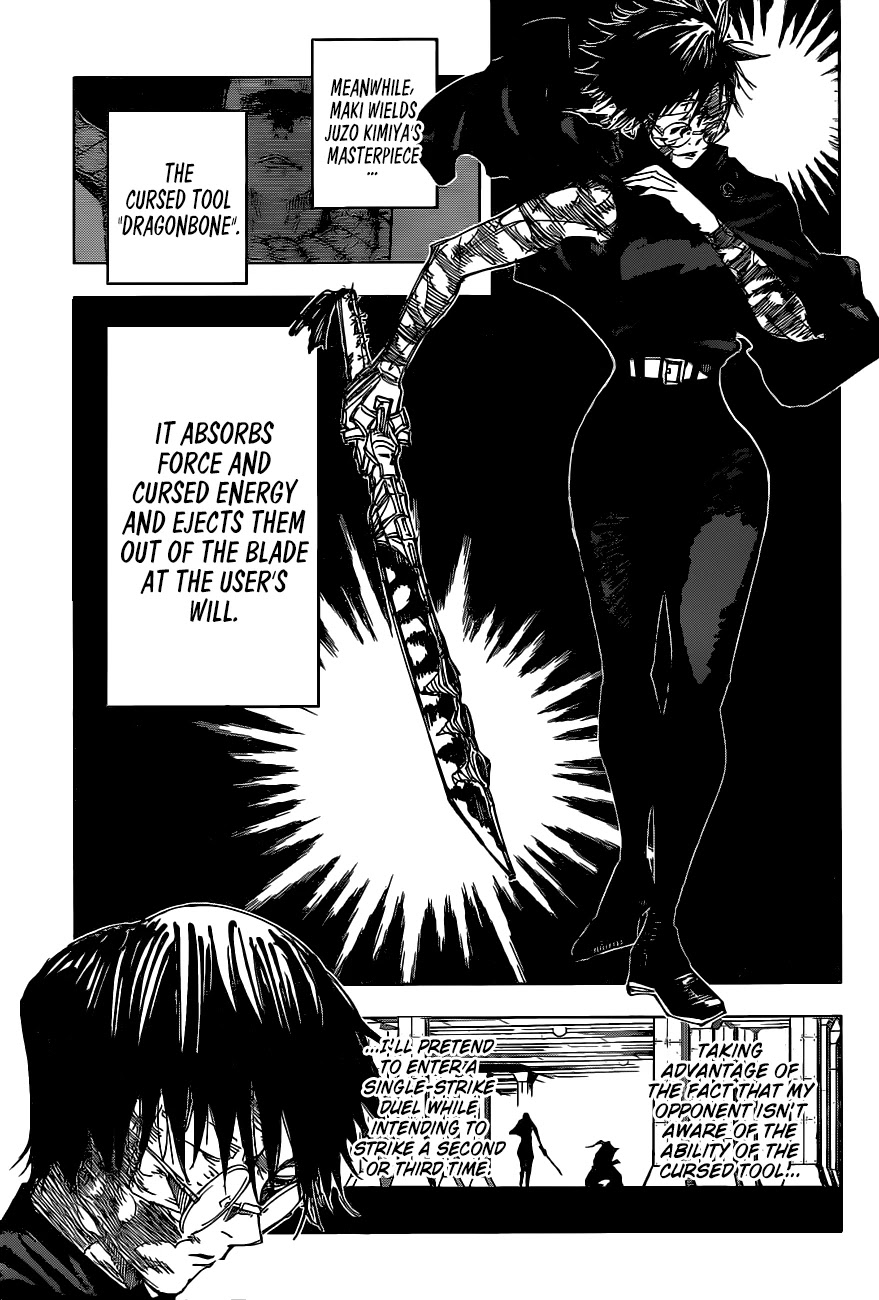 MEANWHILE,
MAKI WIELDS
JUZO KIMIYA'S
MASTERPIECE
...
THE
CURSED TOOL
"DRAGONBONE".
IT ABSORBS
FORCE AND
CURSED ENERGY
AND EJECTS THEM
OUT OF THE BLADE
AT THE USER'S
WILL.
TAKING
ADVANTAGE OF
THE FACT THAT MY
OPPONENT ISN'T
AWARE OF THE
ABILITY OF THE
CURSED TOOL!...
...I'LL PRETEND
TO ENTER A
SINGLE-STRIKE
DUEL WHILE
INTENDING TO
STRIKE A SECOND
OR THIRD TIME.